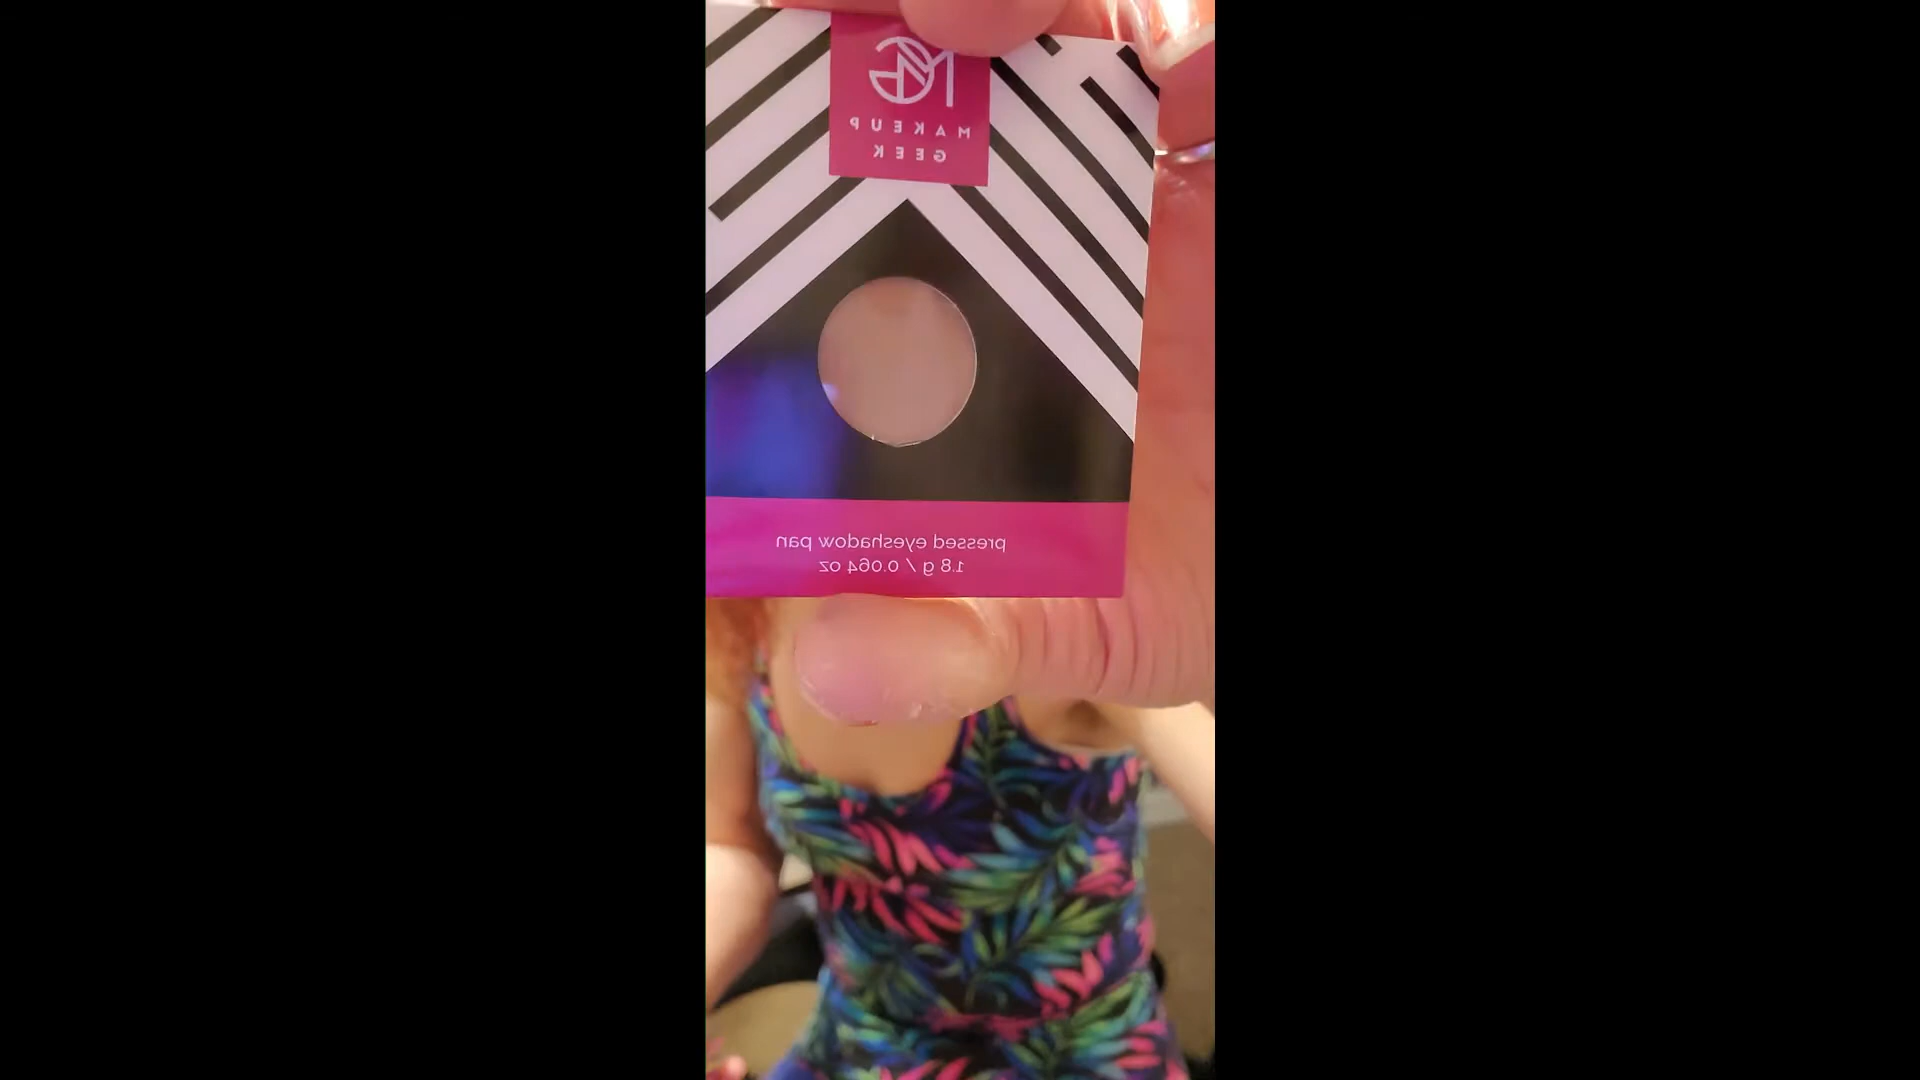 MG
MAKEUP
GEEK
pressed eyeshadow pan
1.8 g / 0.064 oz